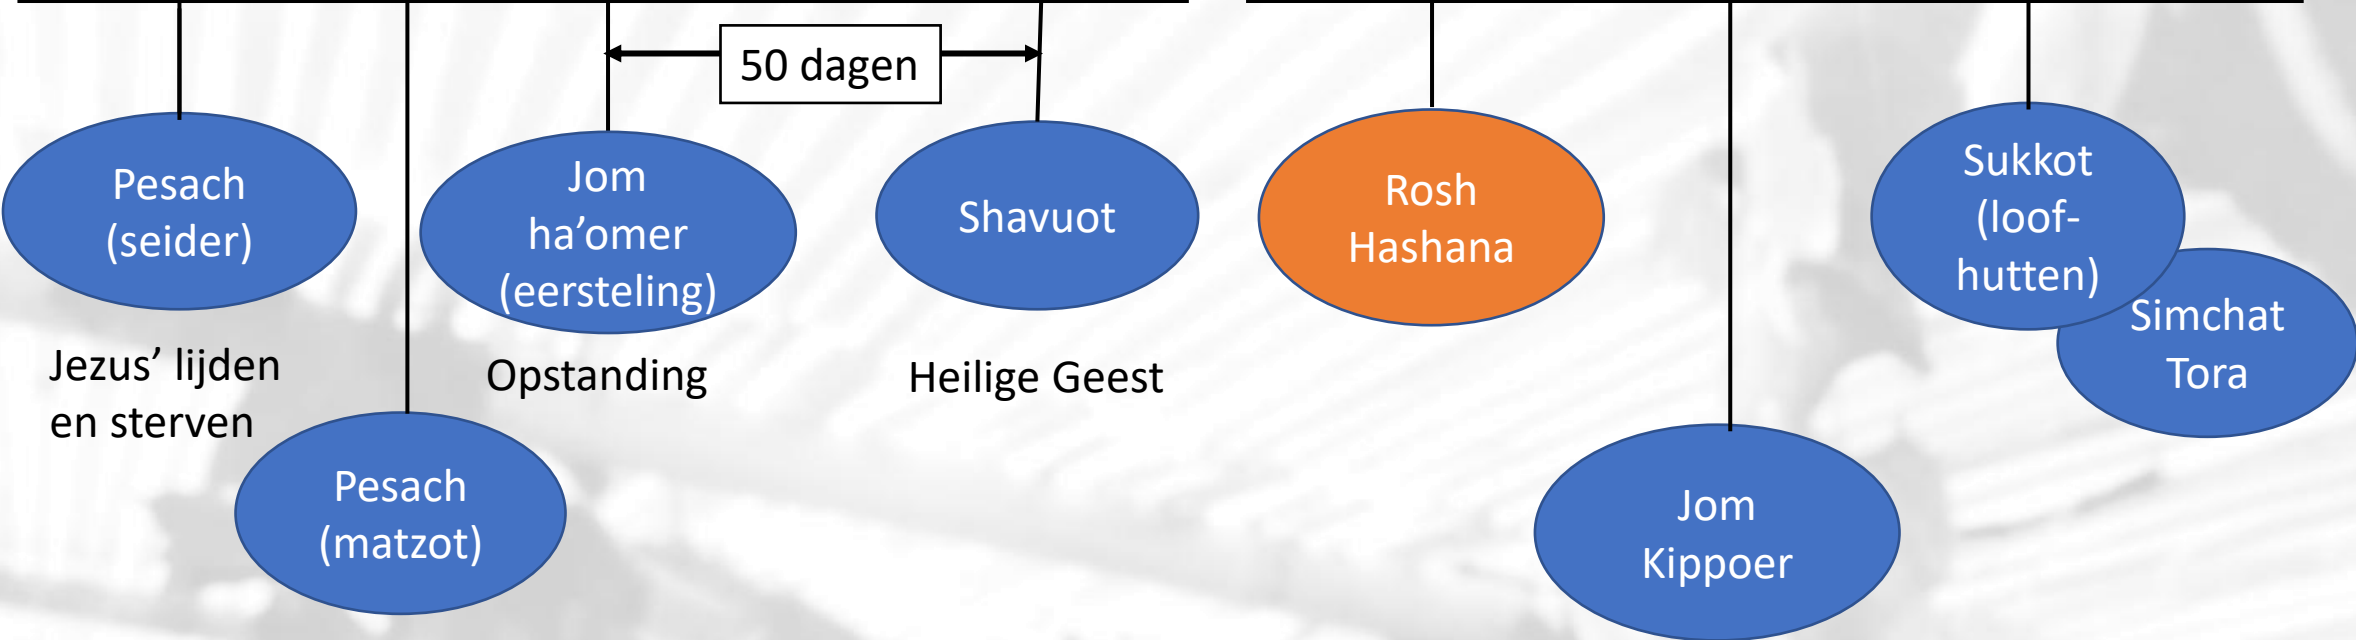 50 dagen
Pesach
(seider)
Jom
ha’omer
(eersteling)
Shavuot
Rosh
Hashana
Sukkot
(loof-
hutten)
Simchat
Tora
Jezus’ lijden
en sterven
Opstanding
Heilige Geest
Pesach
(matzot)
Jom
Kippoer